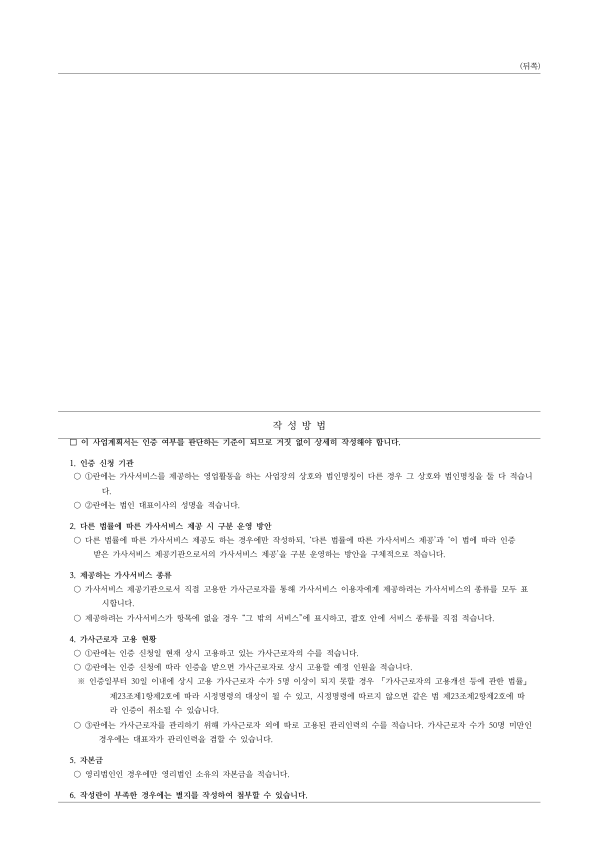 (뒤쪽)
작 성 방 법
□ 이 사업계획서는 인증 여부를 판단하는 기준이 되므로 거짓 없이 상세히 작성해야 합니다.
1. 인증 신청 기관
○ ①란에는 가사서비스를 제공하는 영업활동을 하는 사업장의 상호와 법인명칭이 다른 경우 그 상호와 법인명칭을 둘 다 적습니
다.
○ ②란에는 법인 대표이사의 성명을 적습니다.
2. 다른 법률에 따른 가사서비스 제공 시 구분 운영 방안
○ 다른 법률에 따른 가사서비스 제공도 하는 경우에만 작성하되, '다른 법률에 따른 가사서비스 제공'과 '이 법에 따라 인증
받은 가사서비스 제공기관으로서의 가사서비스 제공'을 구분 운영하는 방안을 구체적으로 적습니다.
3. 제공하는 가사서비스 종류
○ 가사서비스 제공기관으로서 직접 고용한 가사근로자를 통해 가사서비스 이용자에게 제공하려는 가사서비스의 종류를 모두 표
시합니다.
○ 제공하려는 가사서비스가 항목에 없을 경우 "그 밖의 서비스"에 표시하고, 괄호 안에 서비스 종류를 직접 적습니다.
4. 가사근로자 고용 현황
○ ①란에는 인증 신청일 현재 상시 고용하고 있는 가사근로자의 수를 적습니다.
○ ②란에는 인증 신청에 따라 인증을 받으면 가사근로자로 상시 고용할 예정 인원을 적습니다.
※ 인증일부터 30일 이내에 상시 고용 가사근로자 수가 5명 이상이 되지 못할 경우 「가사근로자의 고용개선 등에 관한 법률」
제23조제1항제2호에 따라 시정명령의 대상이 될 수 있고, 시정명령에 따르지 않으면 같은 법 제23조제2항제2호에 따
라 인증이 취소될 수 있습니다.
○ ③란에는 가사근로자를 관리하기 위해 가사근로자 외에 따로 고용된 관리인력의 수를 적습니다. 가사근로자 수가 50명 미만인
경우에는 대표자가 관리인력을 겸할 수 있습니다.
5. 자본금
○ 영리법인인 경우에만 영리법인 소유의 자본금을 적습니다.
6. 작성란이 부족한 경우에는 별지를 작성하여 첨부할 수 있습니다.